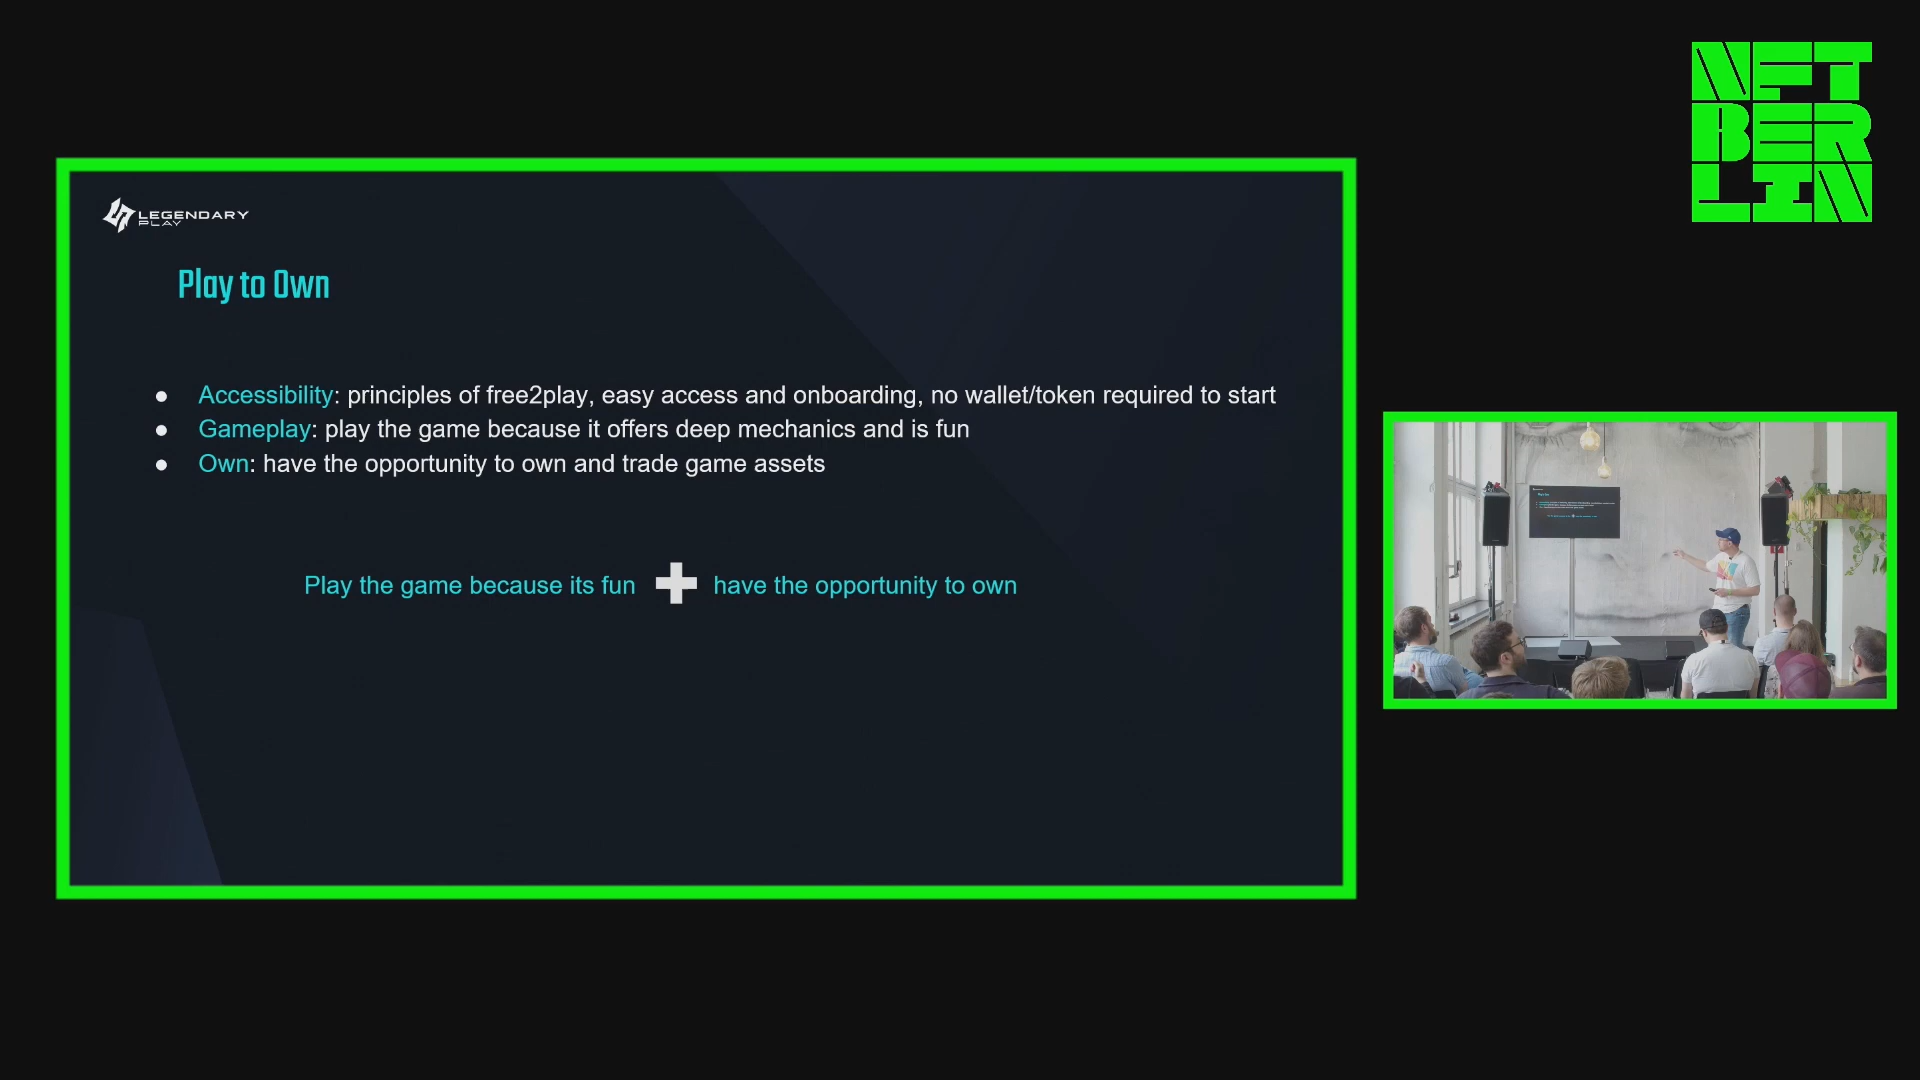 NFT
BER
LIN
LEGENDARY
PLAY
Play to Own
● Accessibility: principles of free2play, easy access and onboarding, no wallet/token required to start
● Gameplay: play the game because it offers deep mechanics and is fun
● Own: have the opportunity to own and trade game assets
Play the game because its fun + have the opportunity to own